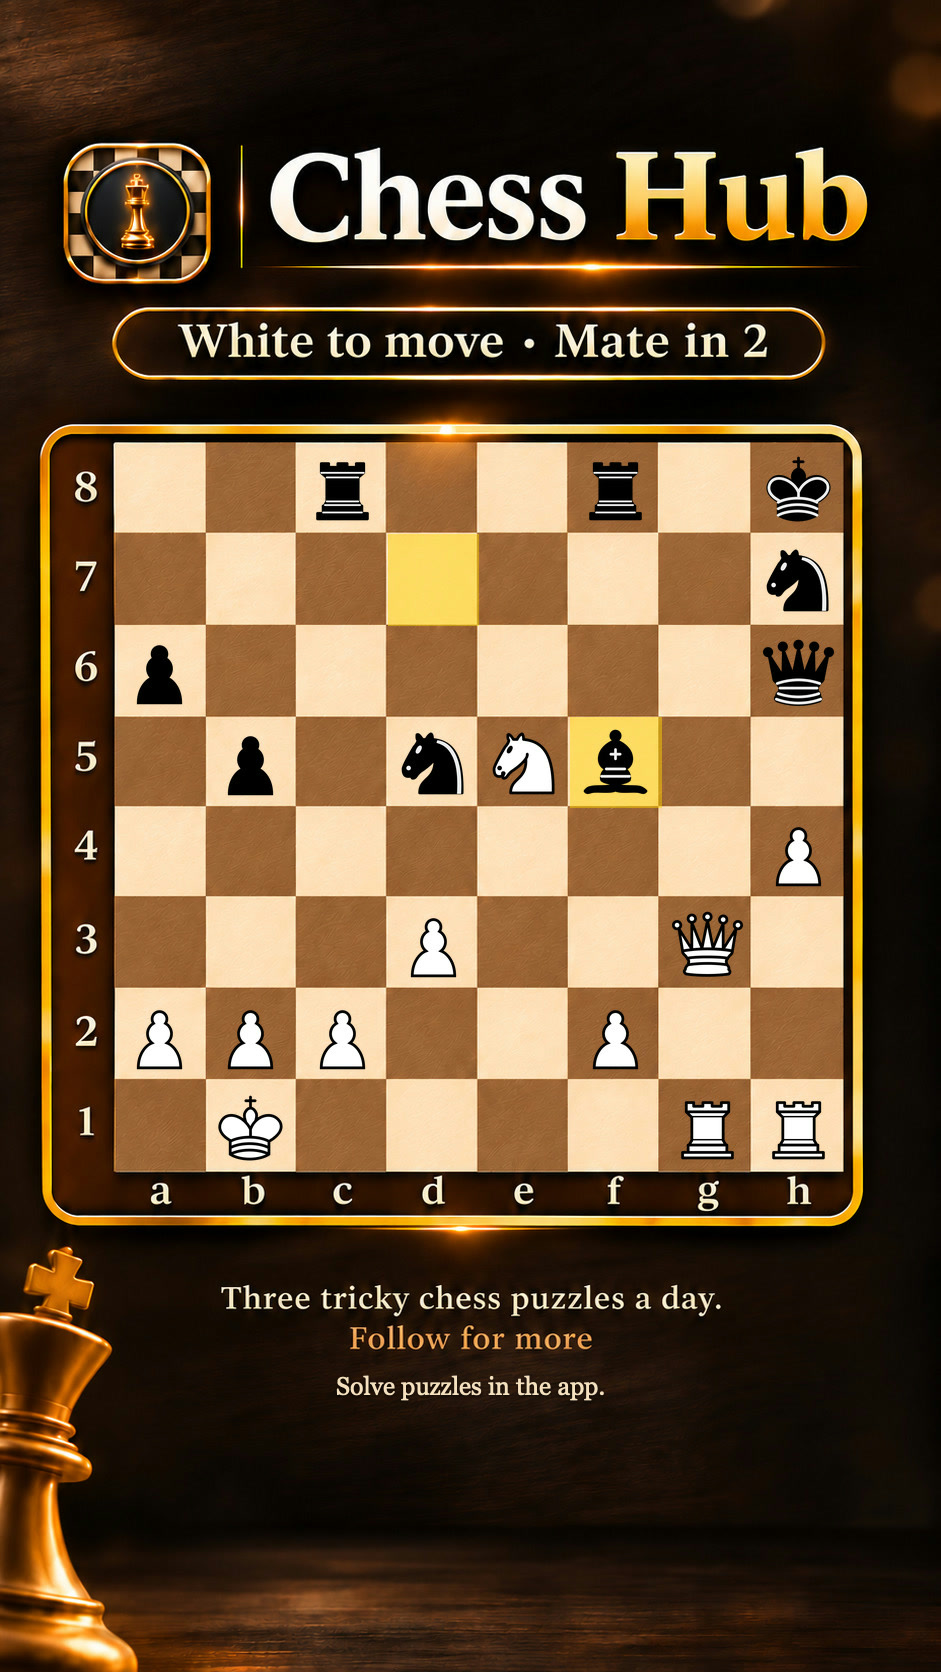 Chess Hub
White to move • Mate in 2
8
7
6
5
4
3
2
1
a b c d e f g h
Three tricky chess puzzles a day.
Follow for more
Solve puzzles in the app.